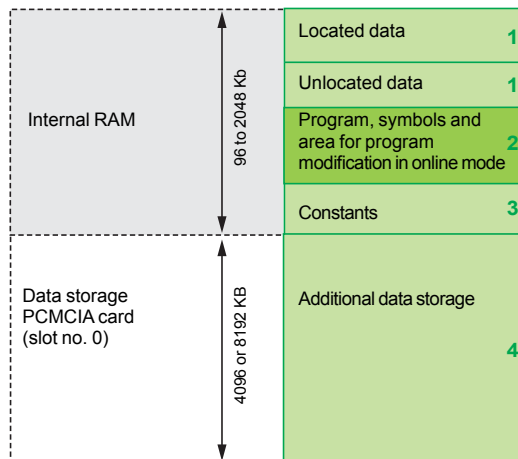 Located data 1
Unlocated data 1
Internal RAM
96 to 2048 Kb
Program, symbols and
area for program
modification in online mode
2
Constants 3
Data storage
PCMCIA card
(slot no. 0)
4096 or 8192 KB
Additional data storage
4